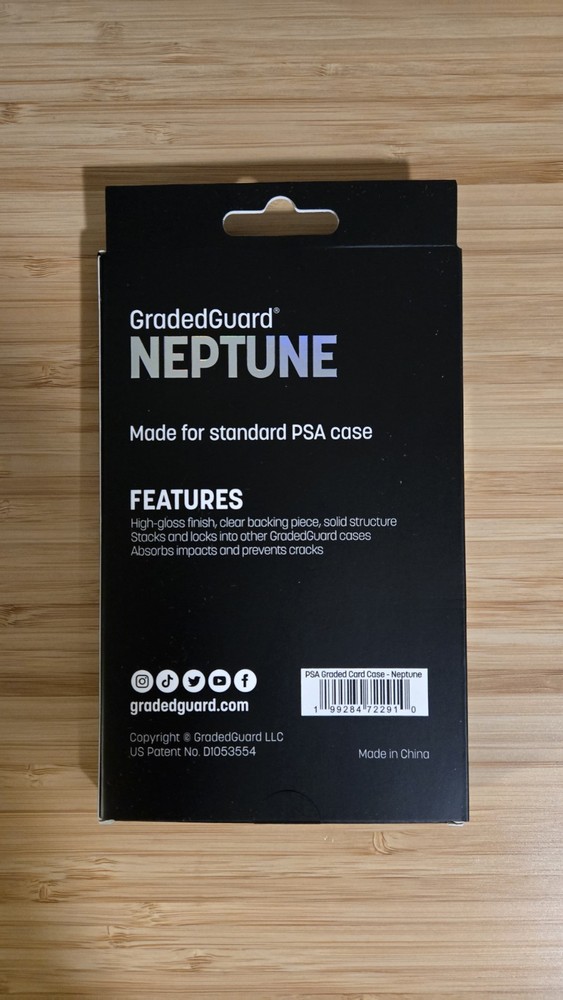 GradedGuard®
NEPTUNE
Made for standard PSA case
FEATURES
High-gloss finish, clear backing piece, solid structure
Stacks and locks into other GradedGuard cases
Absorbs impacts and prevents cracks
gradedguard.com
Copyright © GradedGuard LLC
US Patent No. D1053554
PSA Graded Card Case - Neptune
1 99284 72291 0
Made in China